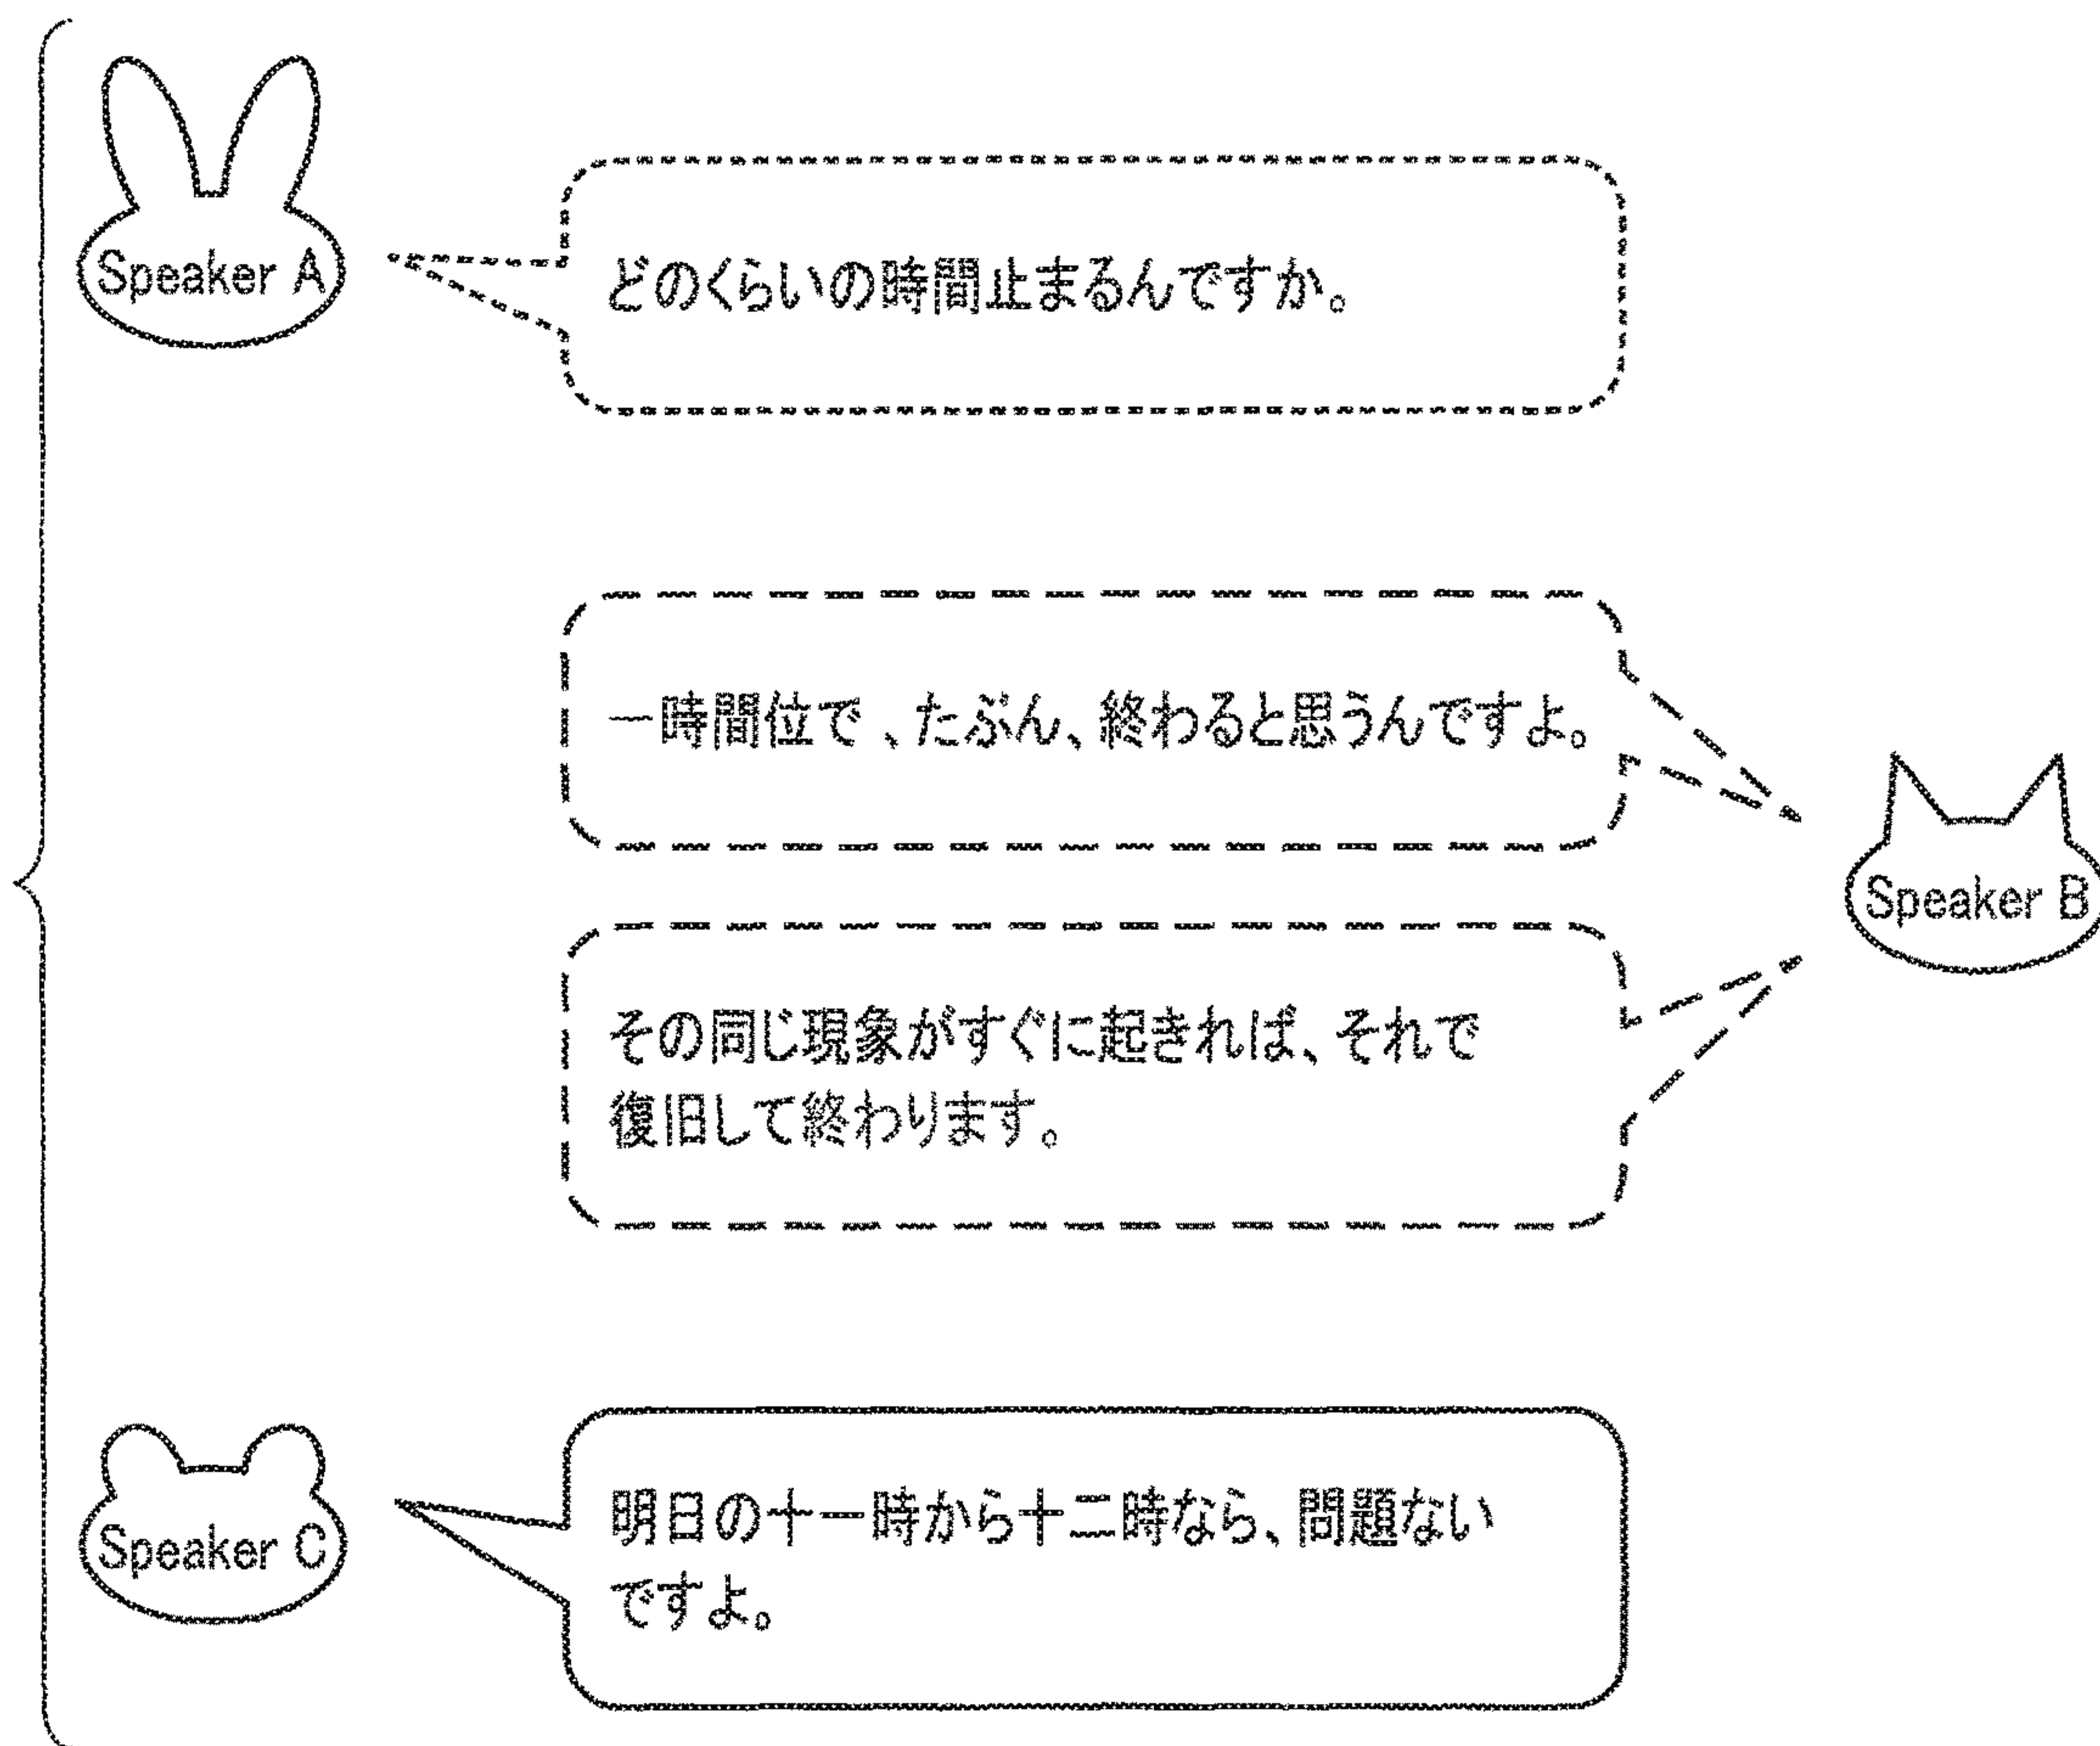 Speaker A
どのくらいの時間止まるんですか。
一時間位で、たぶん、終わると思うんですよ。
Speaker B
その同じ現象がすぐに起きれば、それで
復旧して終わります。
Speaker C
明日の十一時から十二時なら、問題ない
ですよ。